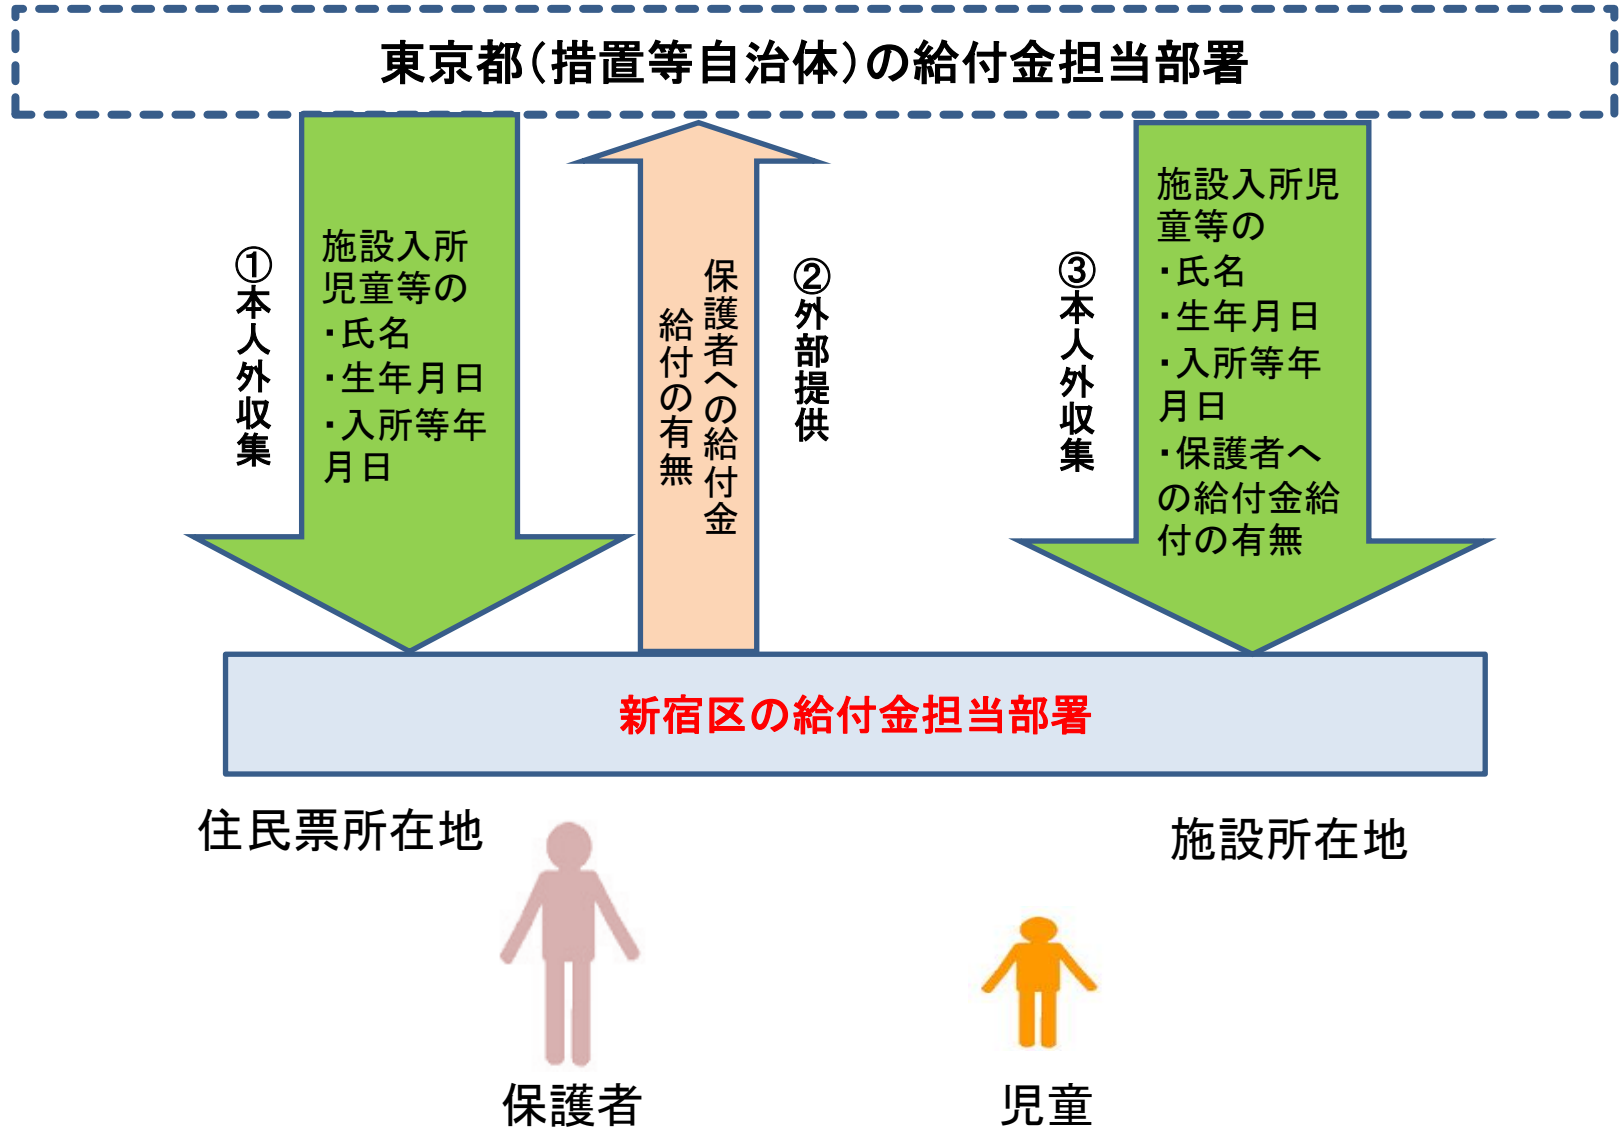 東京都（措置等自治体）の給付金担当部署
①本人外収集
施設入所
児童等の
・氏名
・生年月日
・入所等年
月日
保護者への給付金
給付の有無
②外部提供
③本人外収集
施設入所児
童等の
・氏名
・生年月日
・入所等年
月日
・保護者へ
の給付金給
付の有無
新宿区の給付金担当部署
住民票所在地
施設所在地
保護者
児童